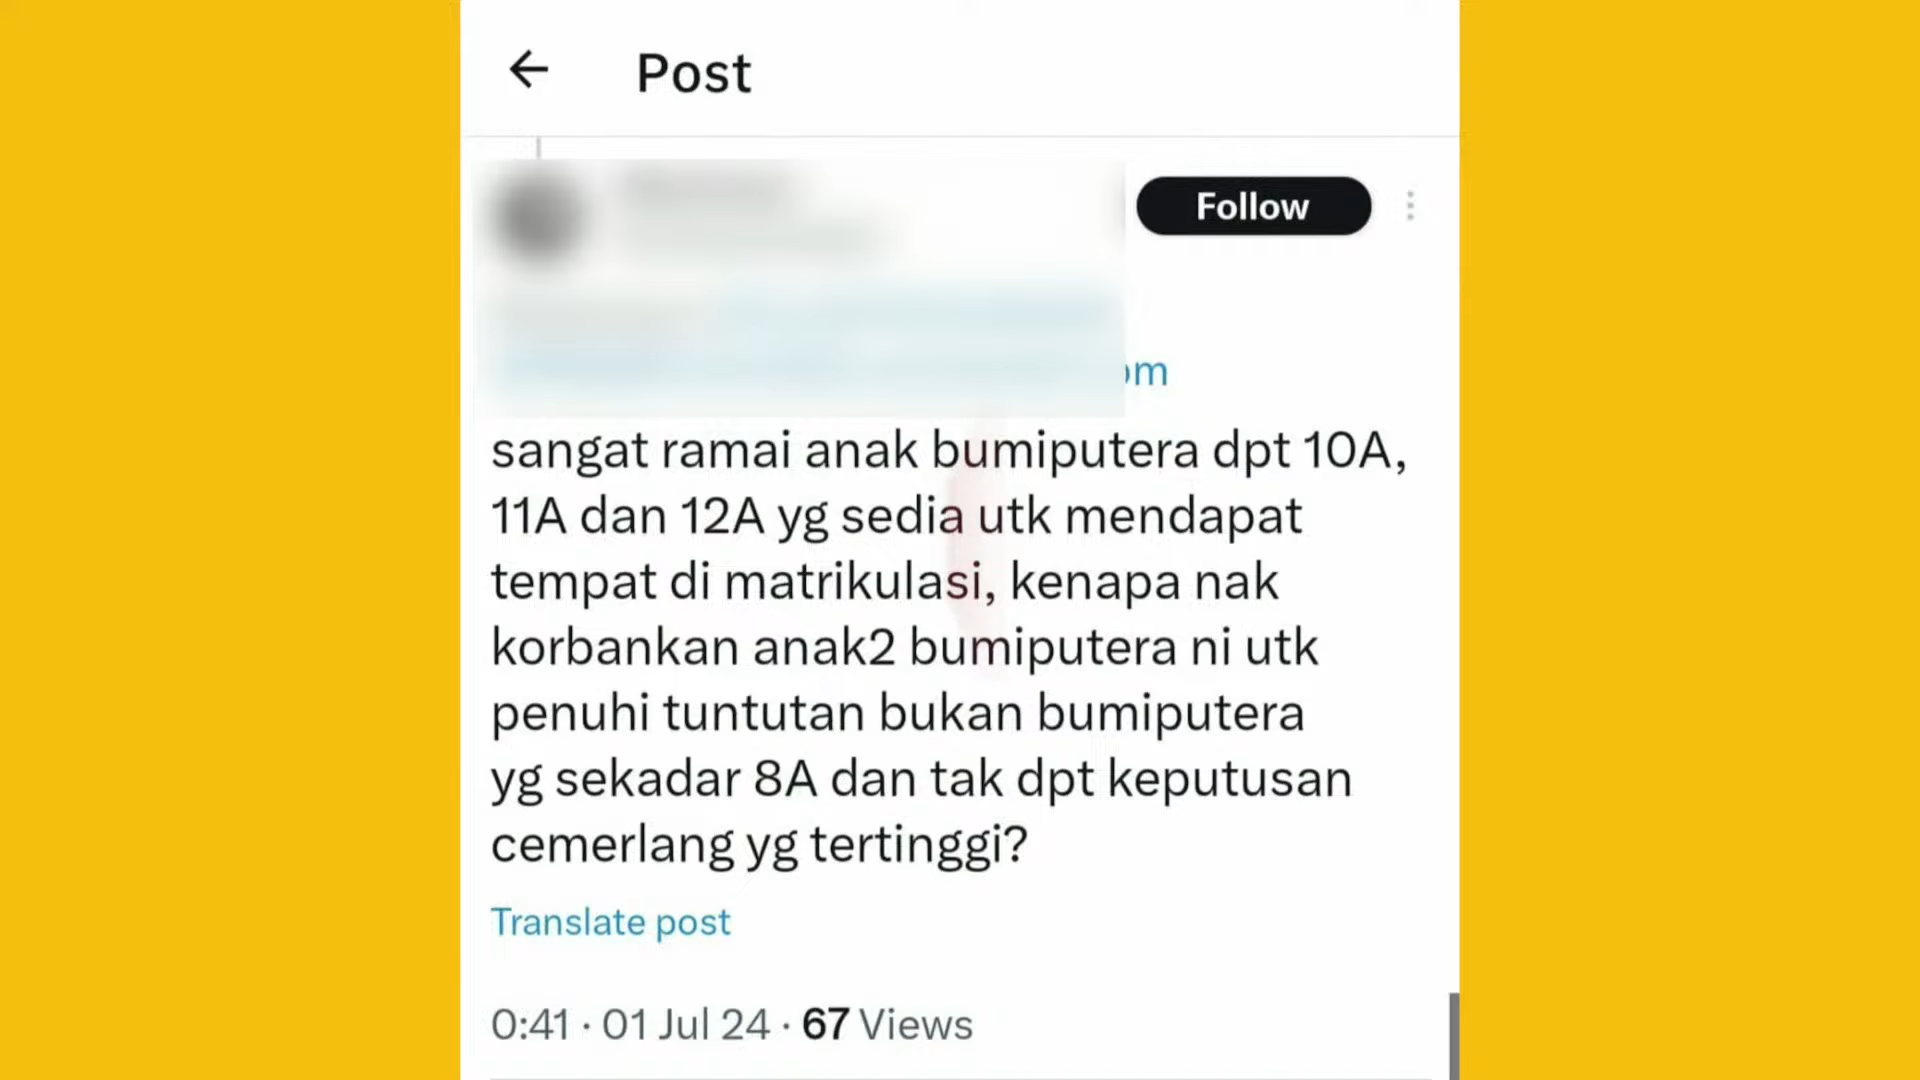 Post
Follow
om
sangat ramai anak bumiputera dpt 10A,
11A dan 12A yg sedia utk mendapat
tempat di matrikulasi, kenapa nak
korbankan anak2 bumiputera ni utk
penuhi tuntutan bukan bumiputera
yg sekadar 8A dan tak dpt keputusan
cemerlang yg tertinggi?
Translate post
0:41 · 01 Jul 24 · 67 Views